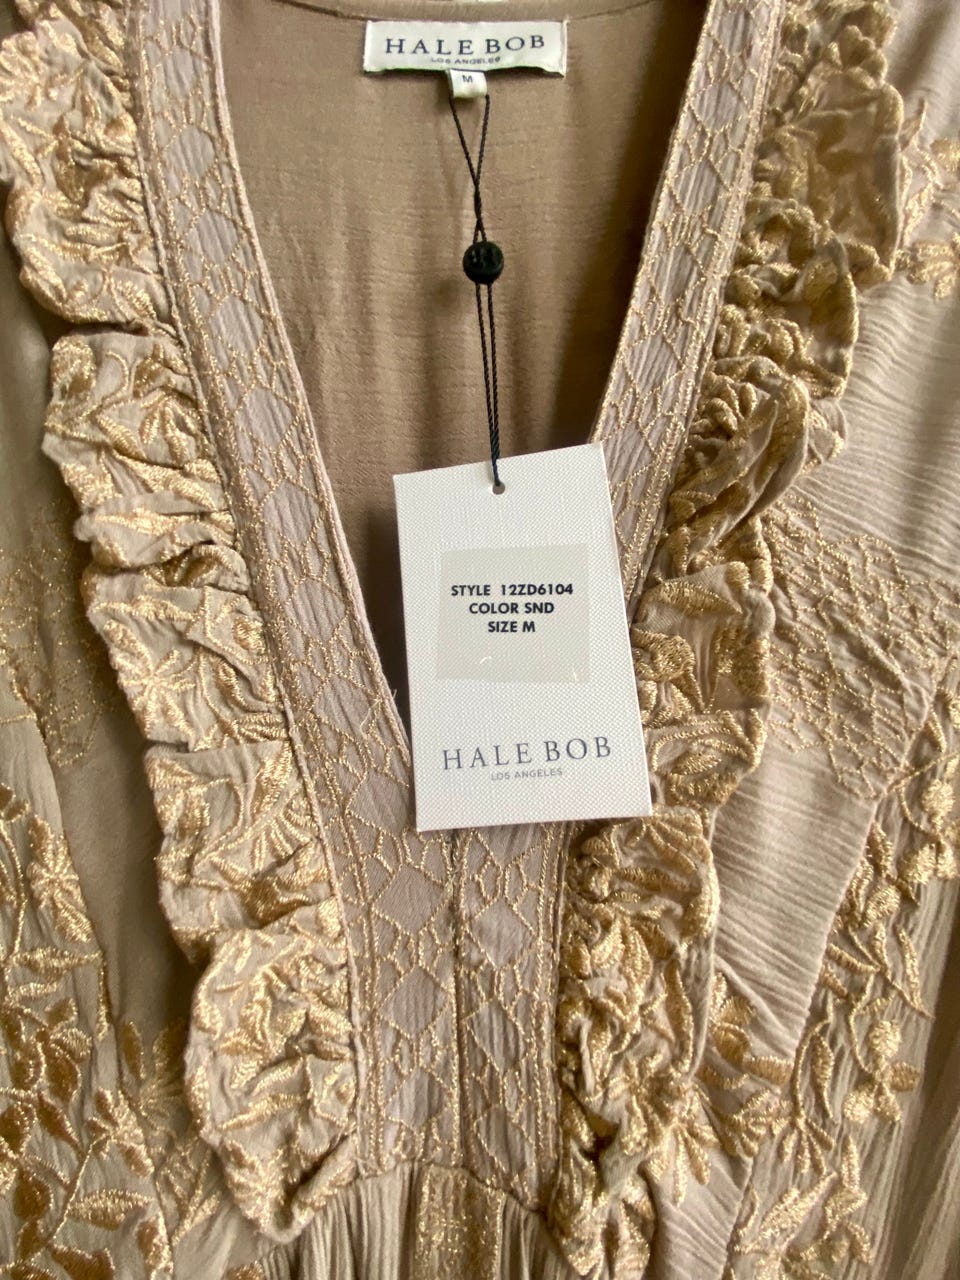 HALE BOB
LOS ANGELES
M
STYLE 12ZD6104
COLOR SND
SIZE M
HALE BOB
LOS ANGELES